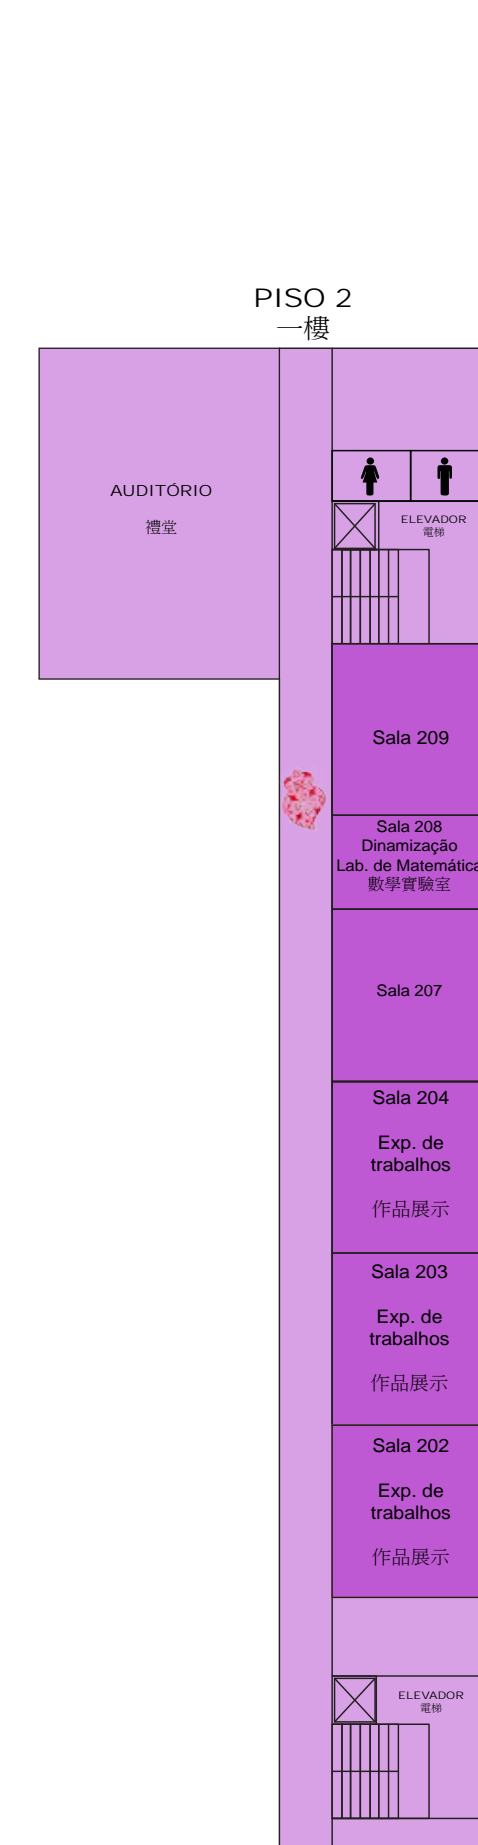 PISO 2
一樓
AUDITÓRIO
禮堂
ELEVADOR
電梯
Sala 209
Sala 208
Dinamização
Lab. de Matemática
數學實驗室
Sala 207
Sala 204
Exp. de
trabalhos
作品展示
Sala 203
Exp. de
trabalhos
作品展示
Sala 202
Exp. de
trabalhos
作品展示
ELEVADOR
電梯